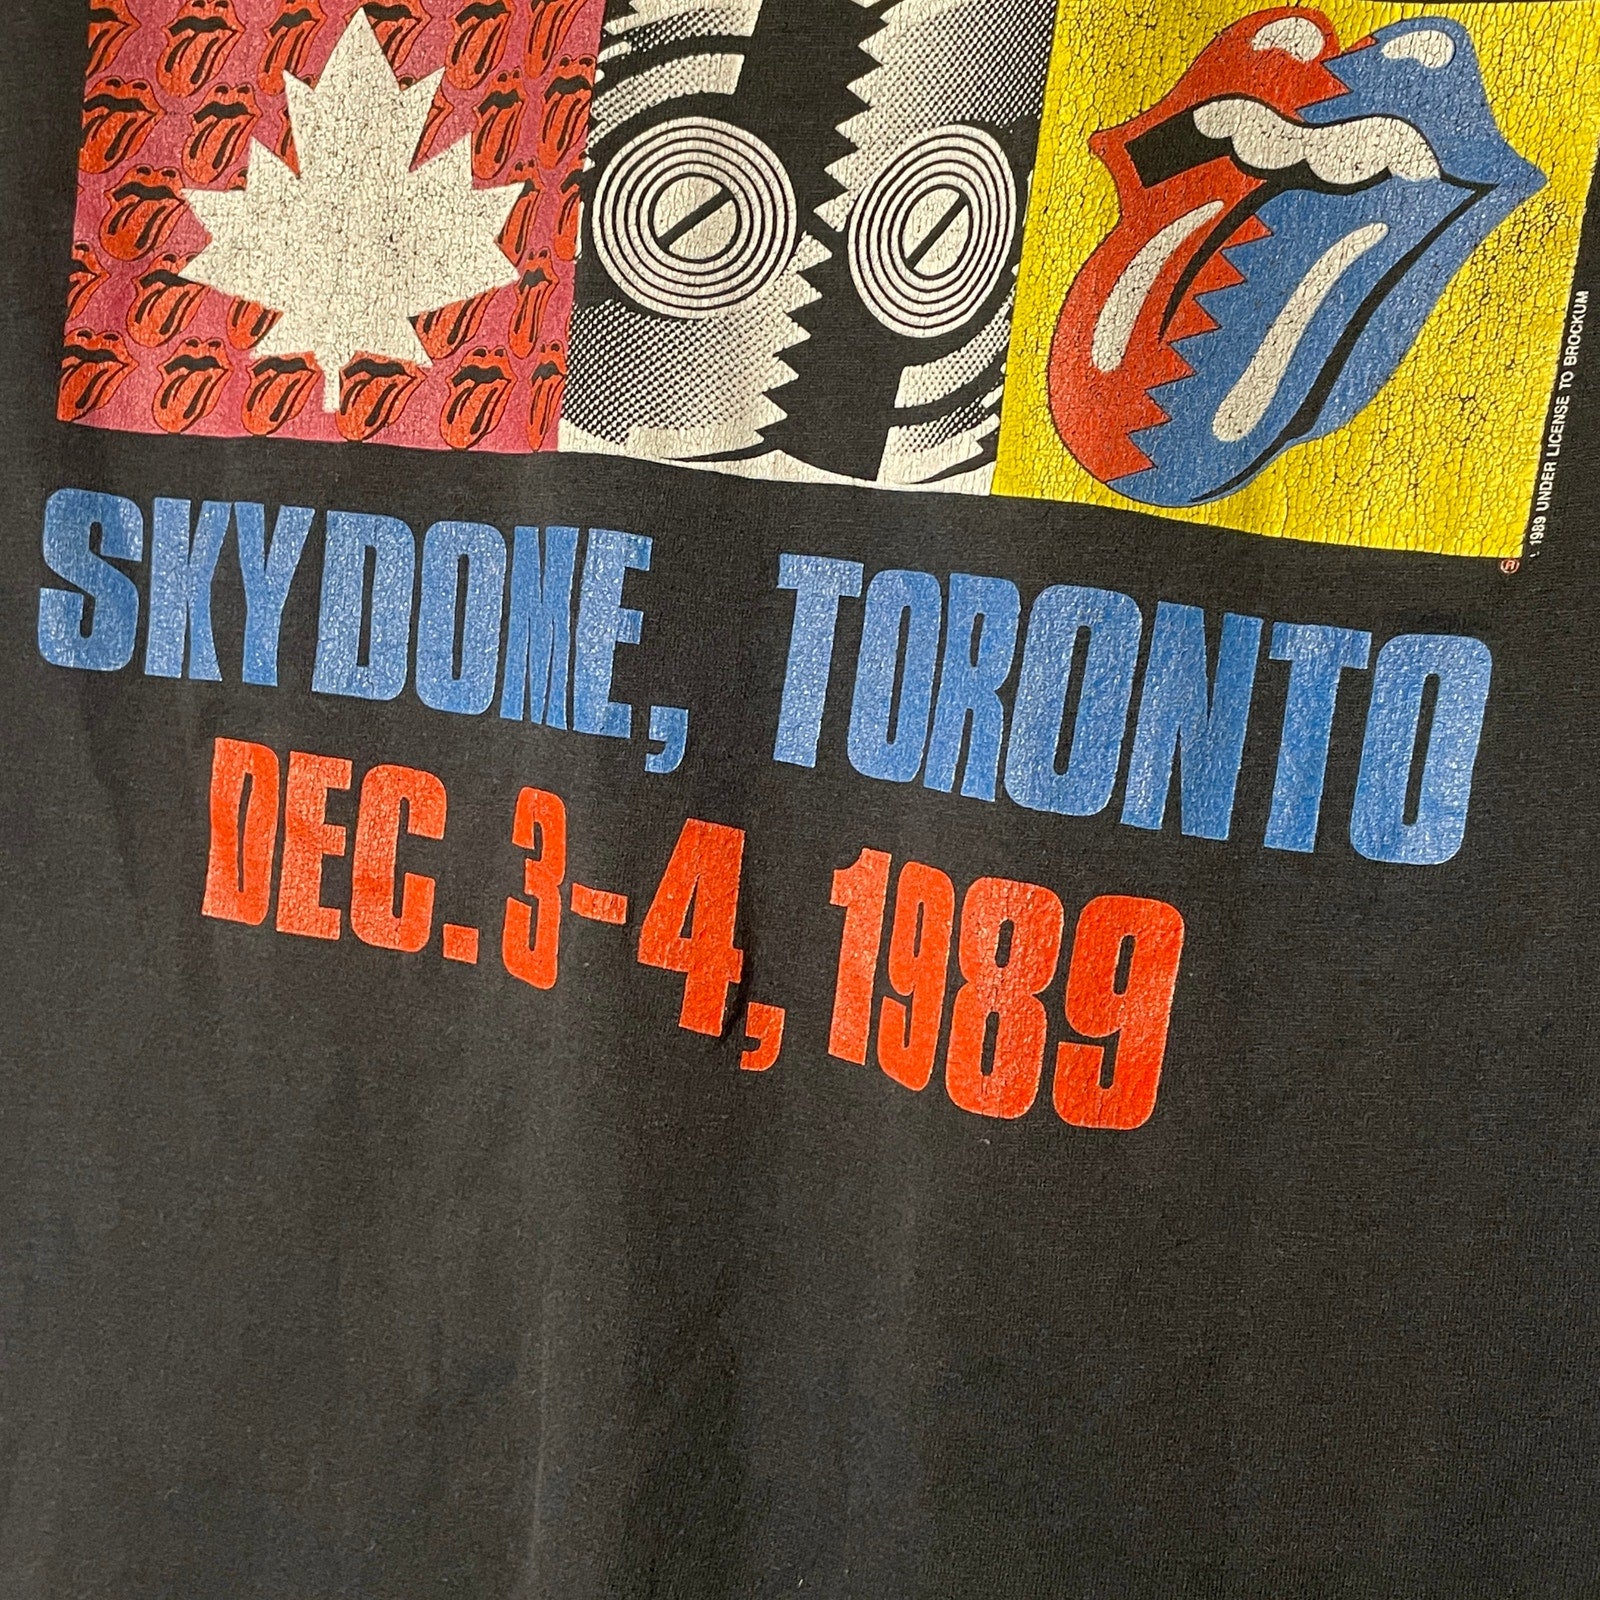 SKYDOME, TORONTO
DEC. 3-4, 1989
1989 UNDER LICENSE TO BROCKUM
®